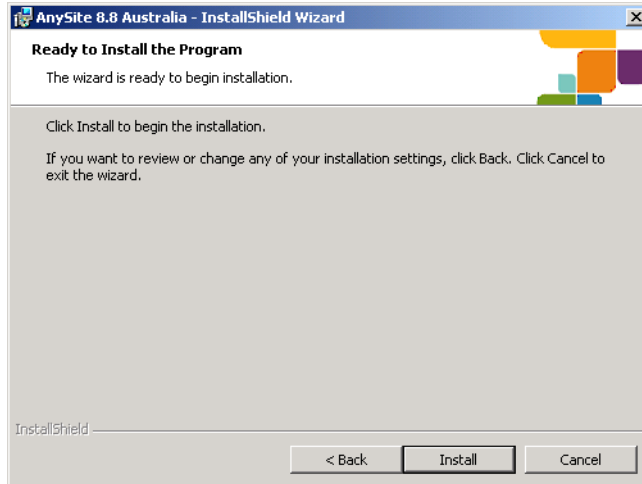 AnySite 8.8 Australia - InstallShield Wizard
Ready to Install the Program
The wizard is ready to begin installation.
Click Install to begin the installation.
If you want to review or change any of your installation settings, click Back. Click Cancel to
exit the wizard.
InstallShield
< Back Install Cancel